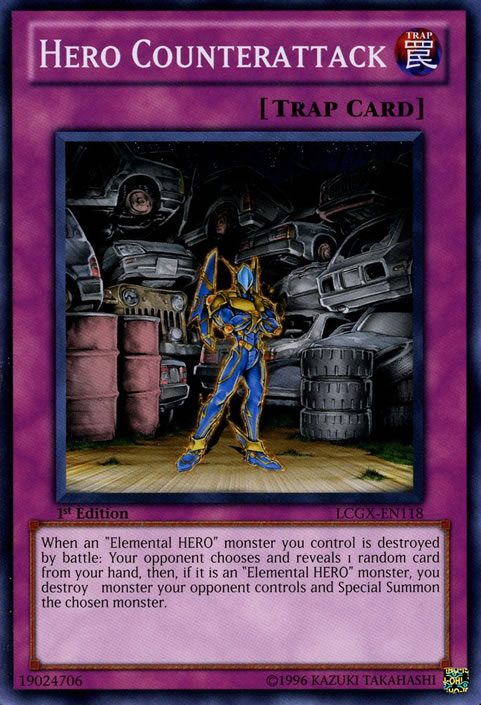 HERO COUNTERATTACK
TRAP
罠
[TRAP CARD]
1st Edition
LCGX-EN118
When an "Elemental HERO" monster you control is destroyed
by battle: Your opponent chooses and reveals 1 random card
from your hand, then, if it is an "Elemental HERO" monster, you
destroy monster your opponent controls and Special Summon
the chosen monster.
19024706
©1996 KAZUKI TAKAHASHI